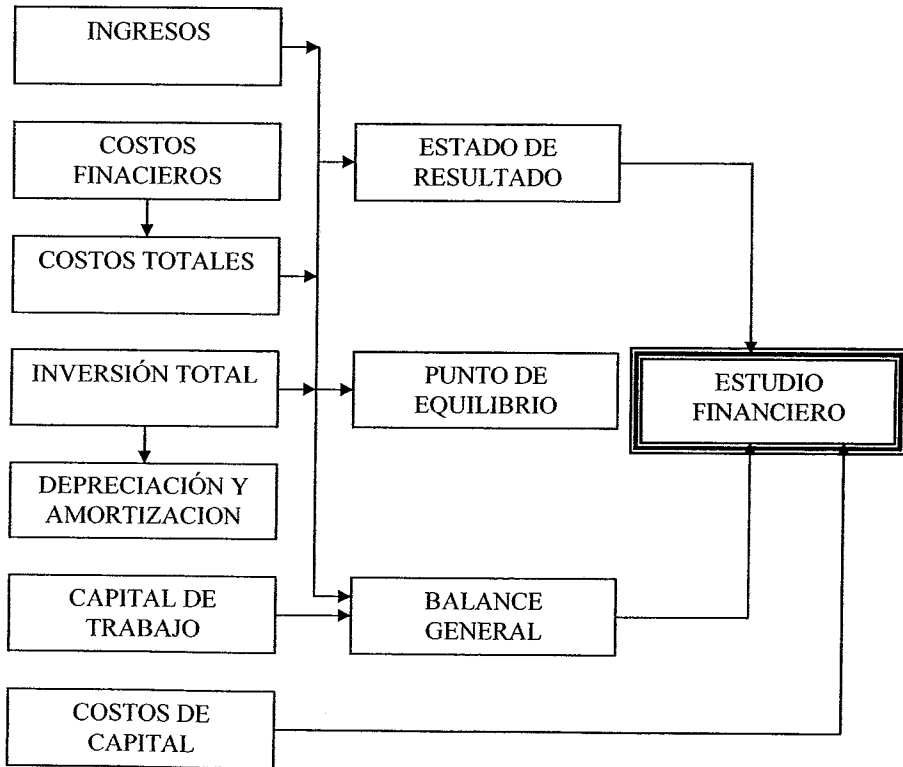 INGRESOS
COSTOS
FINACIEROS
COSTOS TOTALES
INVERSIÓN TOTAL
DEPRECIACIÓN Y
AMORTIZACION
CAPITAL DE
TRABAJO
COSTOS DE
CAPITAL
ESTADO DE
RESULTADO
PUNTO DE
EQUILIBRIO
BALANCE
GENERAL
ESTUDIO
FINANCIERO